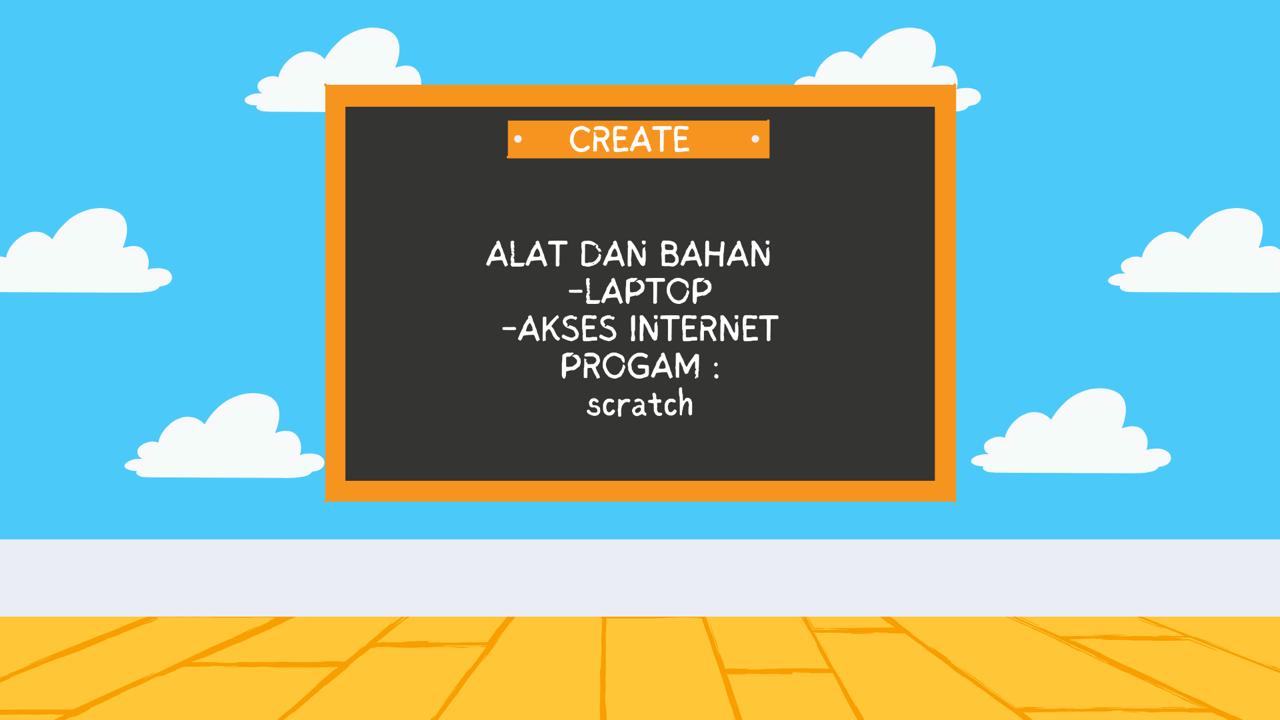 CREATE
ALAT DAN BAHAN
-LAPTOP
-AKSES INTERNET
PROGAM :
scratch